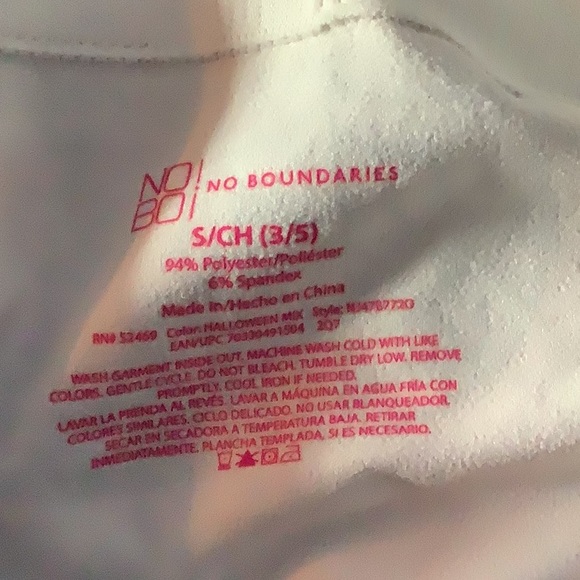 NO!
BO!
NO BOUNDARIES
S/CH (3/5)
94% Polyester/Poliéster
6% Spandex
Made In/Hecho en China
RN# 52469 Color: HALLOWEEN MIX Style:
EAN/UPC 2Q7
WASH GARMENT INSIDE OUT. MACHINE WASH COLD WITH LIKE
COLORS. GENTLE CYCLE. DO NOT BLEACH. TUMBLE DRY LOW. REMOVE
PROMPTLY. COOL IRON IF NEEDED.
LAVAR LA PRENDA AL REVÉS. LAVAR A MÁQUINA EN AGUA FRÍA CON
COLORES SIMILARES. CICLO DELICADO. NO USAR BLANQUEADOR.
SECAR EN SECADORA A TEMPERATURA BAJA. RETIRAR
INMEDIATAMENTE. PLANCHA TEMPLADA, SI ES NECESARIO.